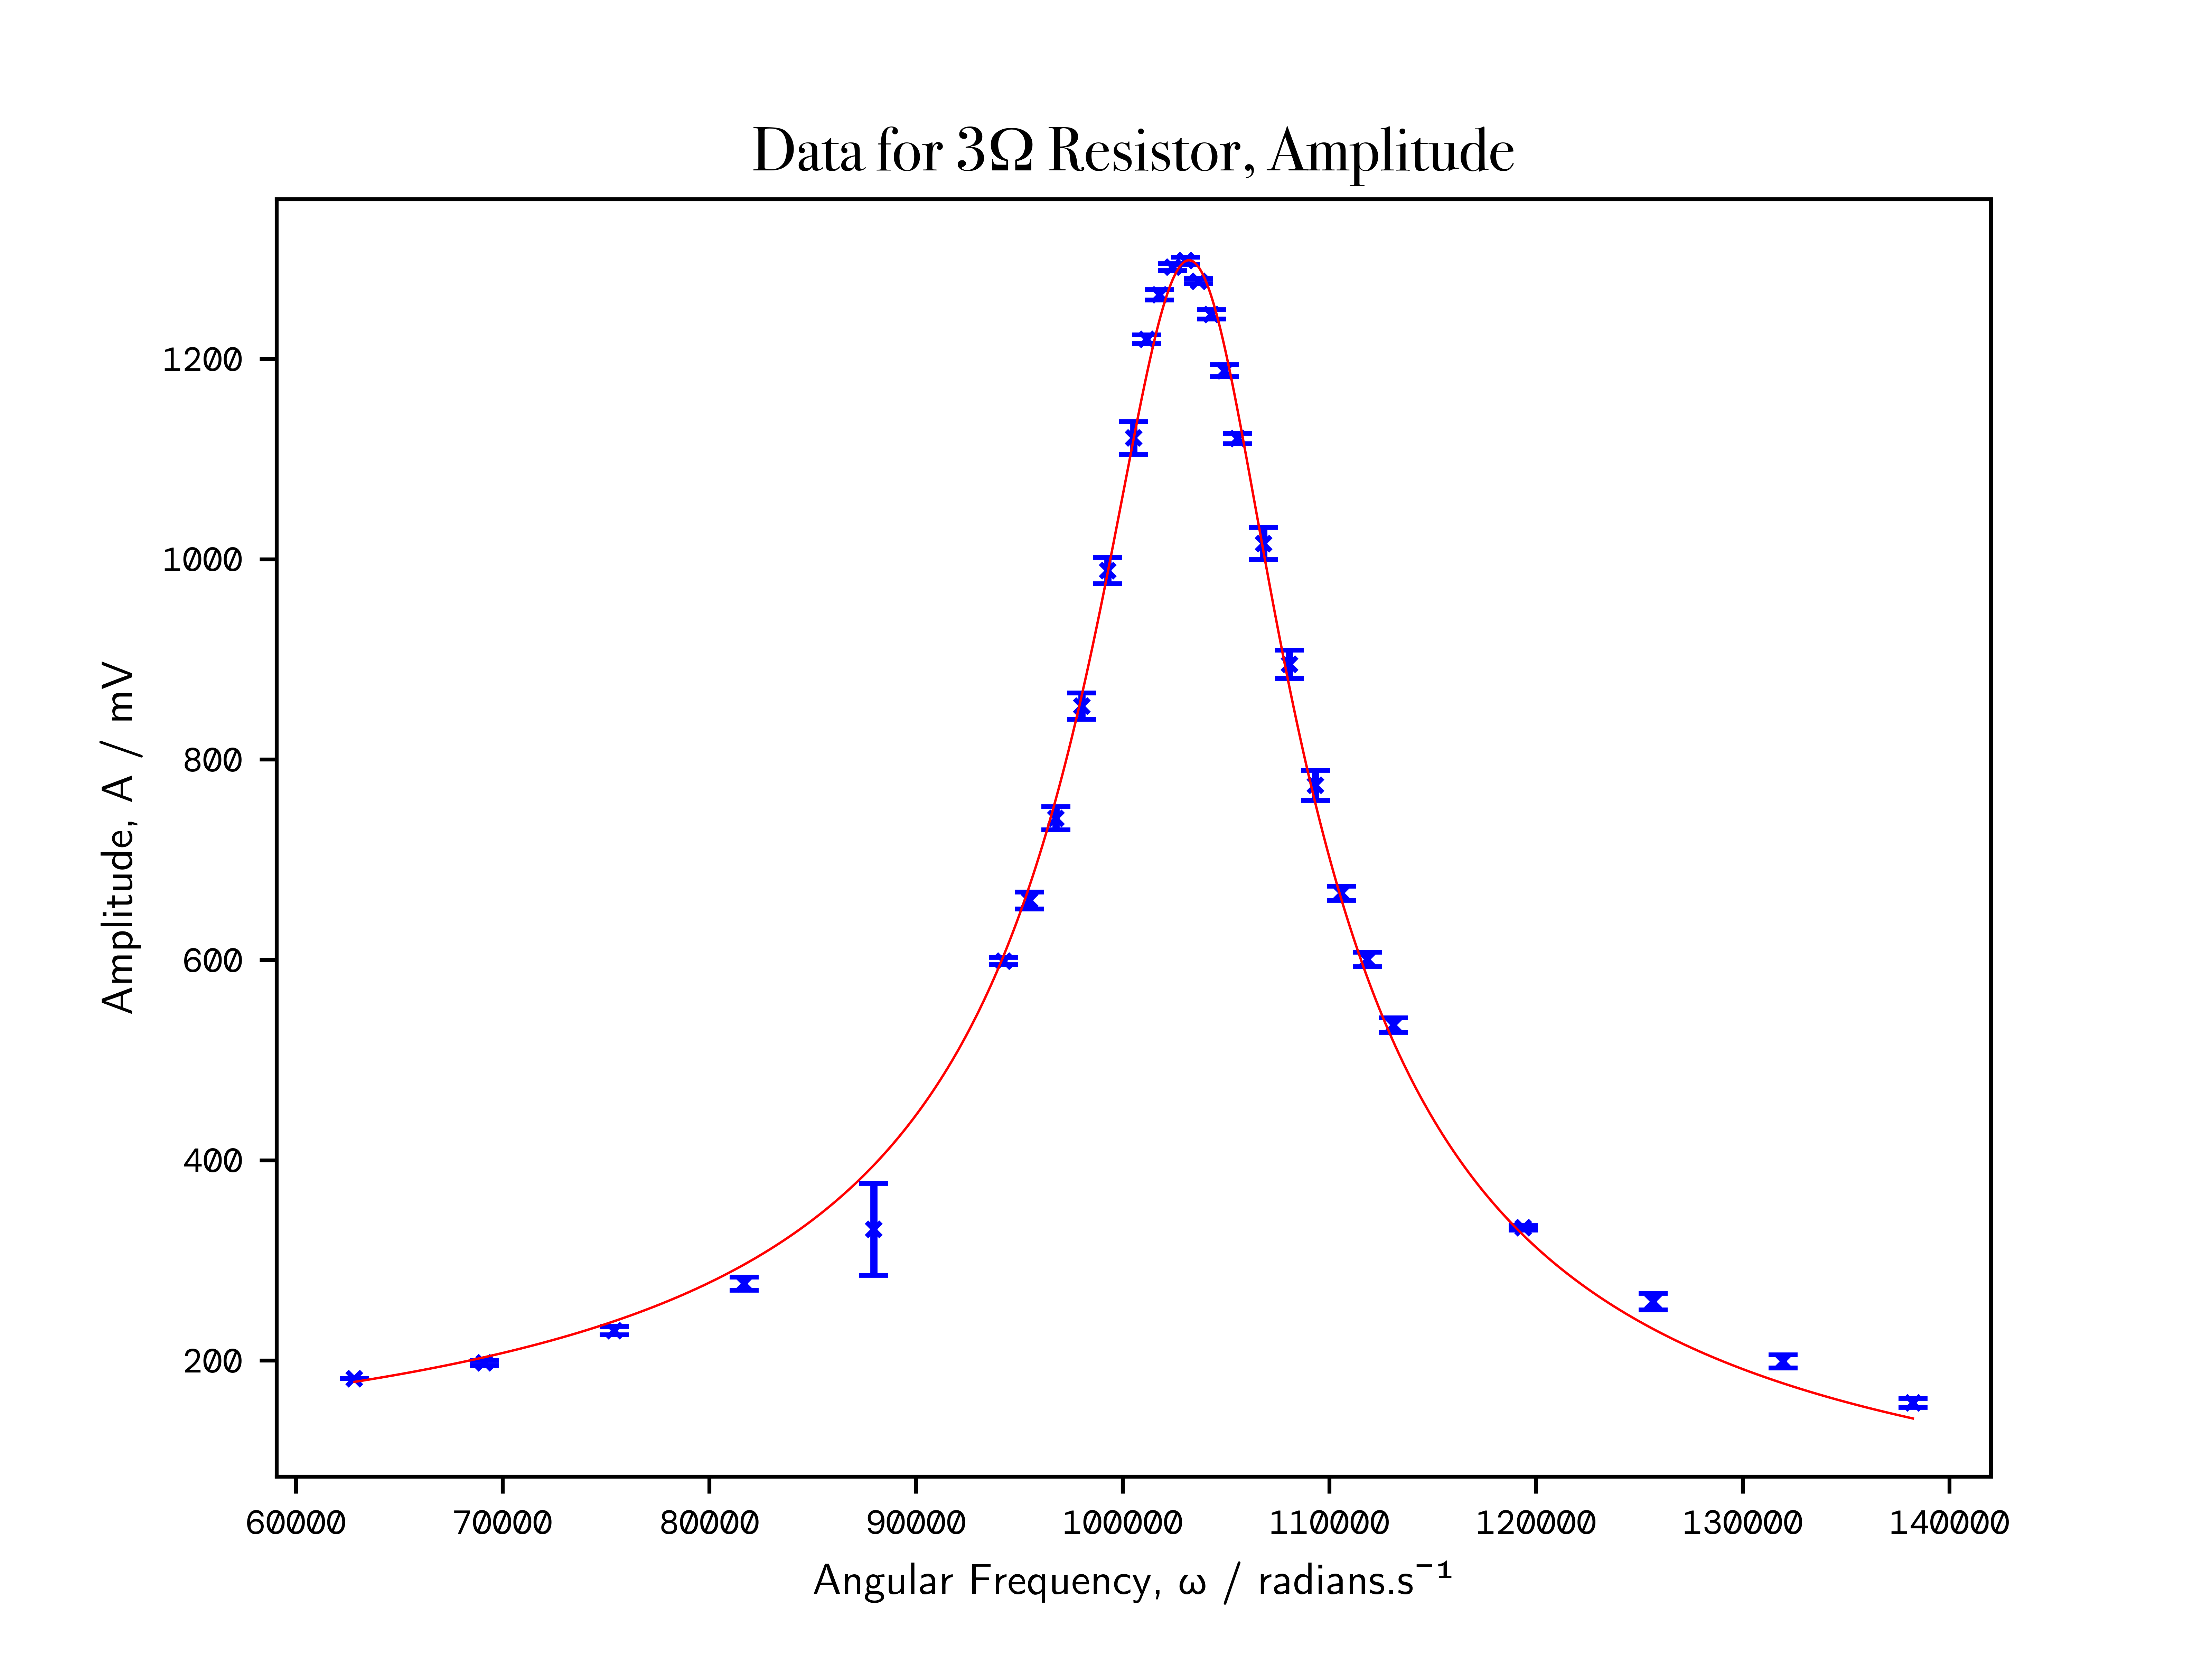 Data for 3Ω Resistor, Amplitude
Amplitude, A / mV
1200
1000
800
600
400
200
60000 70000 80000 90000 100000 110000 120000 130000 140000
Angular Frequency, ω / radians.s⁻¹